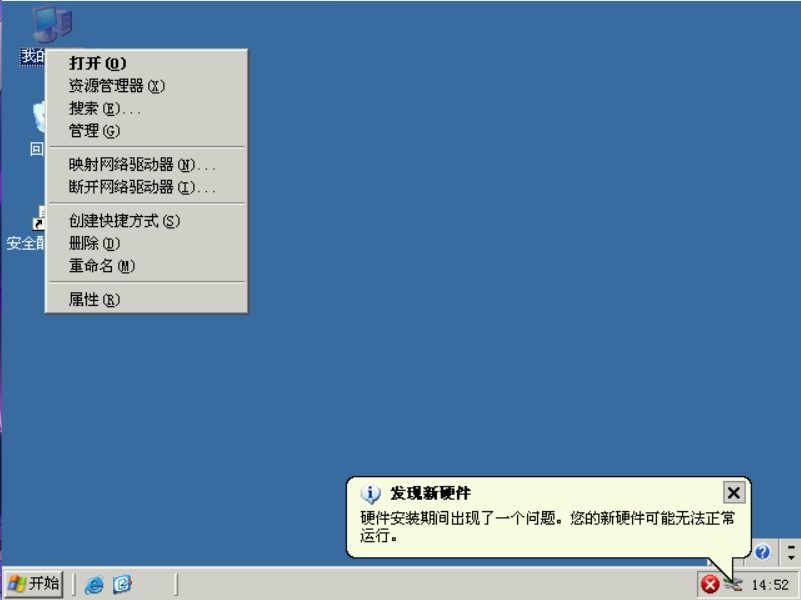 我的
打开(O)
资源管理器(X)
搜索(E)...
管理(G)
回
映射网络驱动器(N)...
断开网络驱动器(I)...
创建快捷方式(S)
安全
删除(D)
重命名(M)
属性(R)
发现新硬件
硬件安装期间出现了一个问题。您的新硬件可能无法正常
运行。
开始
14:52